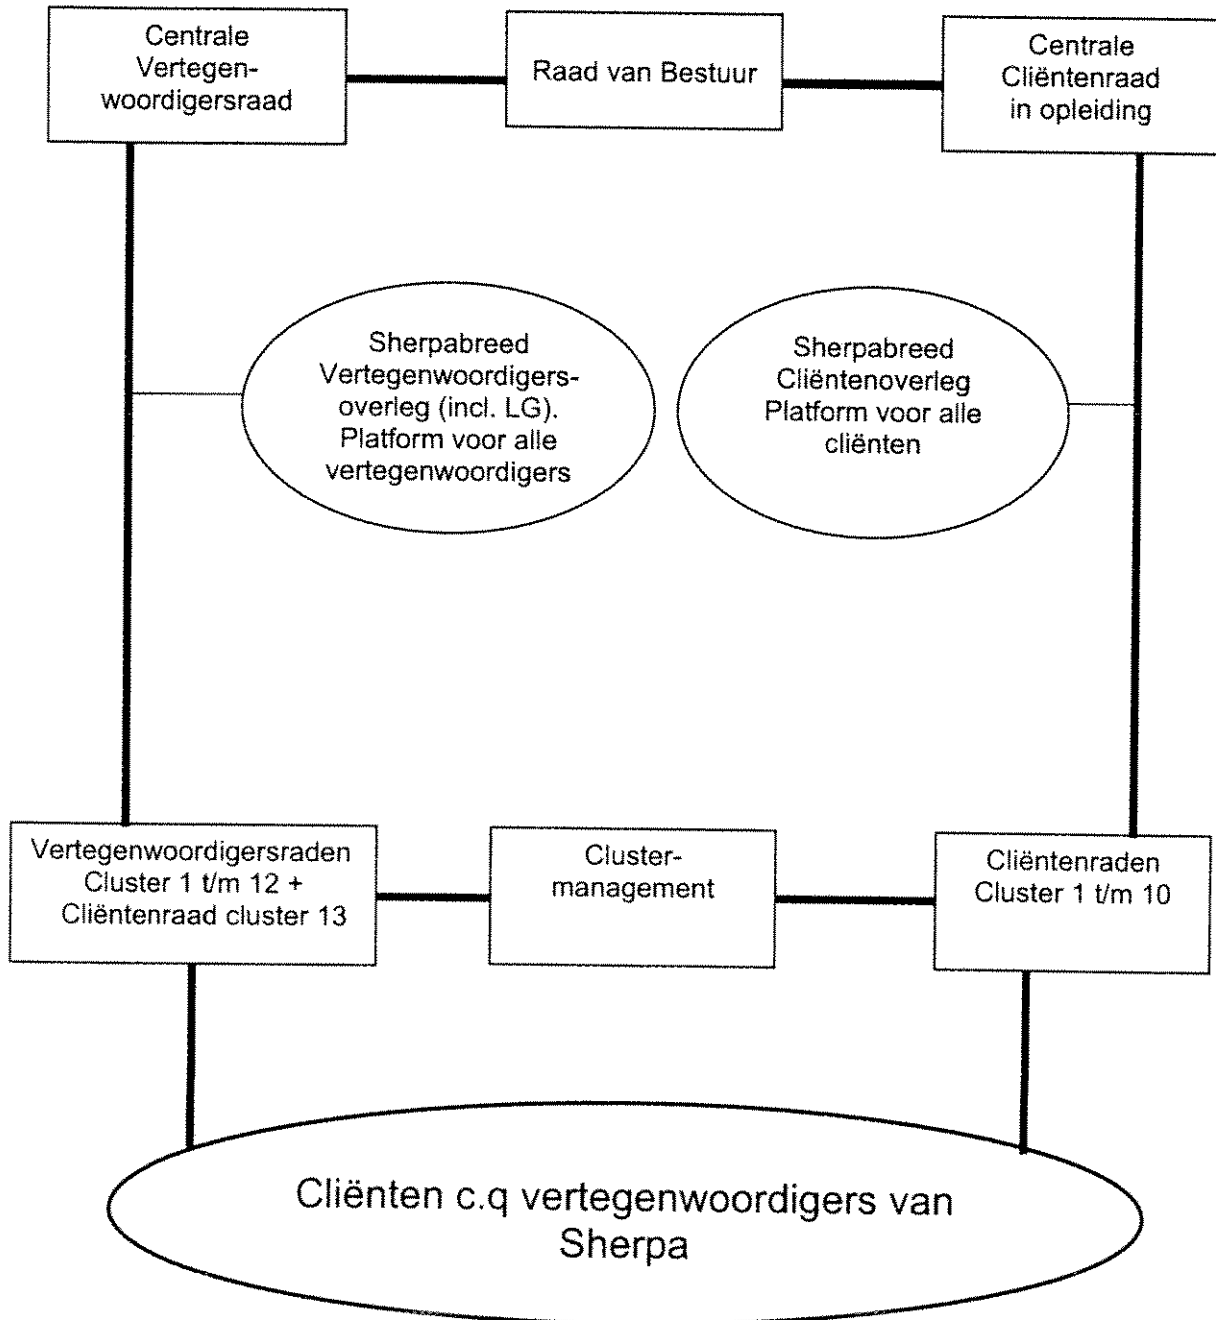 Centrale
Vertegen-
woordigersraad
Raad van Bestuur
Centrale
Cliëntenraad
in opleiding
Sherpabreed
Vertegenwoordigers-
overleg (incl. LG).
Platform voor alle
vertegenwoordigers
Sherpabreed
Cliëntenoverleg
Platform voor alle
cliënten
Vertegenwoordigersraden
Cluster 1 t/m 12 +
Cliëntenraad cluster 13
Cluster-
management
Cliëntenraden
Cluster 1 t/m 10
Cliënten c.q vertegenwoordigers van
Sherpa